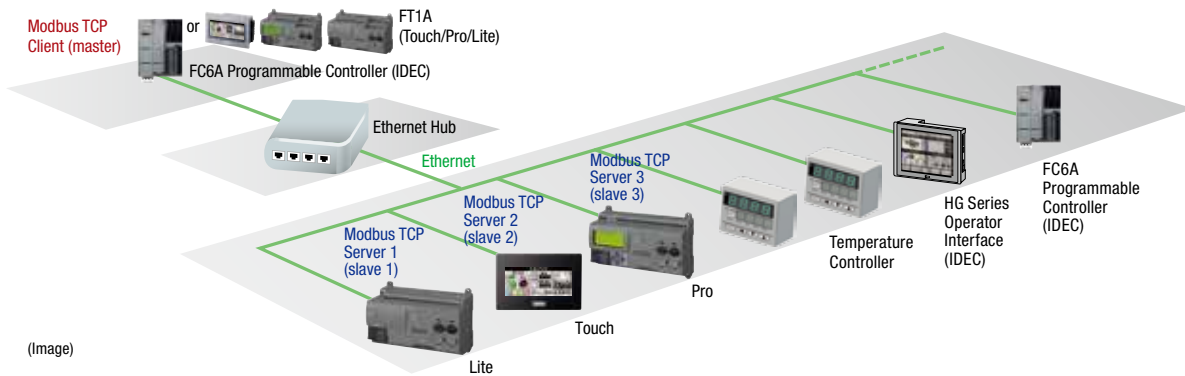 Modbus TCP
Client (master)
or
FT1A
(Touch/Pro/Lite)
FC6A Programmable Controller (IDEC)
Ethernet Hub
Ethernet
Modbus TCP
Server 1
(slave 1)
Modbus TCP
Server 2
(slave 2)
Modbus TCP
Server 3
(slave 3)
Lite
Touch
Pro
Temperature
Controller
HG Series
Operator
Interface
(IDEC)
FC6A
Programmable
Controller
(IDEC)
(Image)